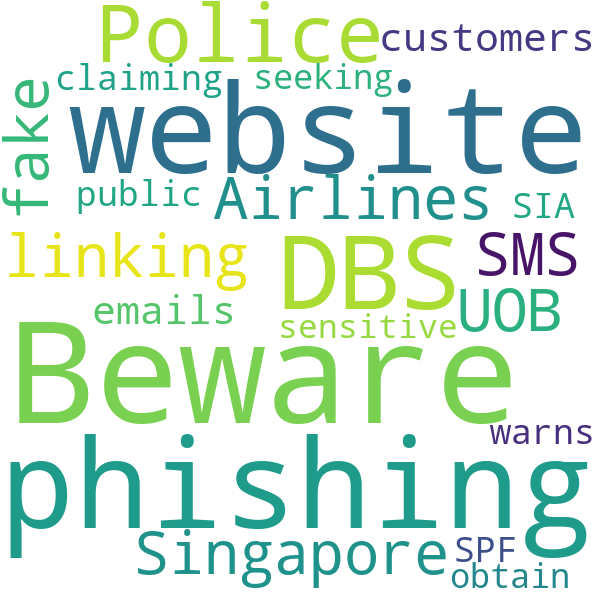 Police
customers
claiming
seeking
website
fake
public
Airlines
SIA
linking
DBS
SMS
emails
UOB
sensitive
Beware
warns
phishing
Singapore
SPF
obtain